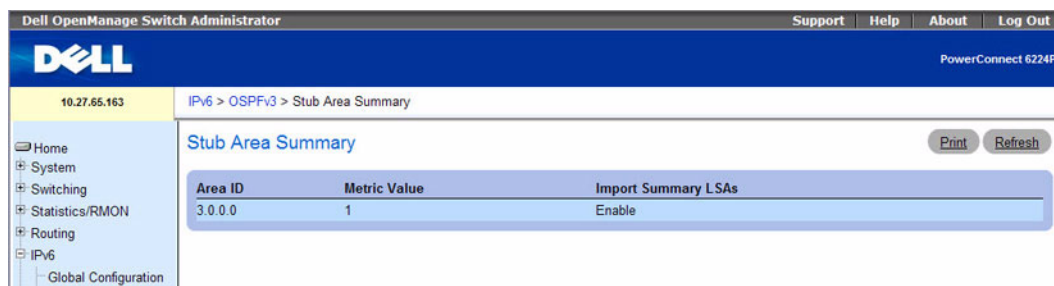 Dell OpenManage Switch Administrator
Support | Help | About | Log Out
DELL
PowerConnect 6224P
10.27.65.163
IPv6 > OSPFv3 > Stub Area Summary
Home
System
Switching
Statistics/RMON
Routing
IPv6
Global Configuration
Stub Area Summary
Print
Refresh
Area ID Metric Value Import Summary LSAs
3.0.0.0 1 Enable